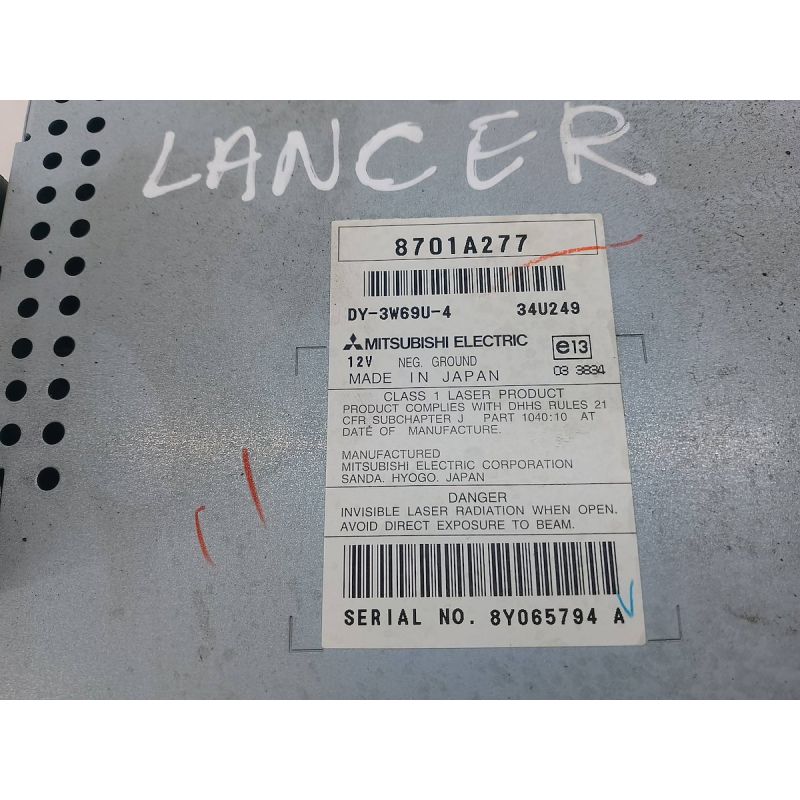 LANCER
8701A277
DY-3W69U-4 34U249
MITSUBISHI ELECTRIC
12V NEG. GROUND
MADE IN JAPAN
e13
03 3834
CLASS 1 LASER PRODUCT
PRODUCT COMPLIES WITH DHHS RULES 21
CFR SUBCHAPTER J PART 1040:10 AT
DATE OF MANUFACTURE.
MANUFACTURED
MITSUBISHI ELECTRIC CORPORATION
SANDA. HYOGO. JAPAN
DANGER
INVISIBLE LASER RADIATION WHEN OPEN.
AVOID DIRECT EXPOSURE TO BEAM.
SERIAL NO. 8Y065794 A